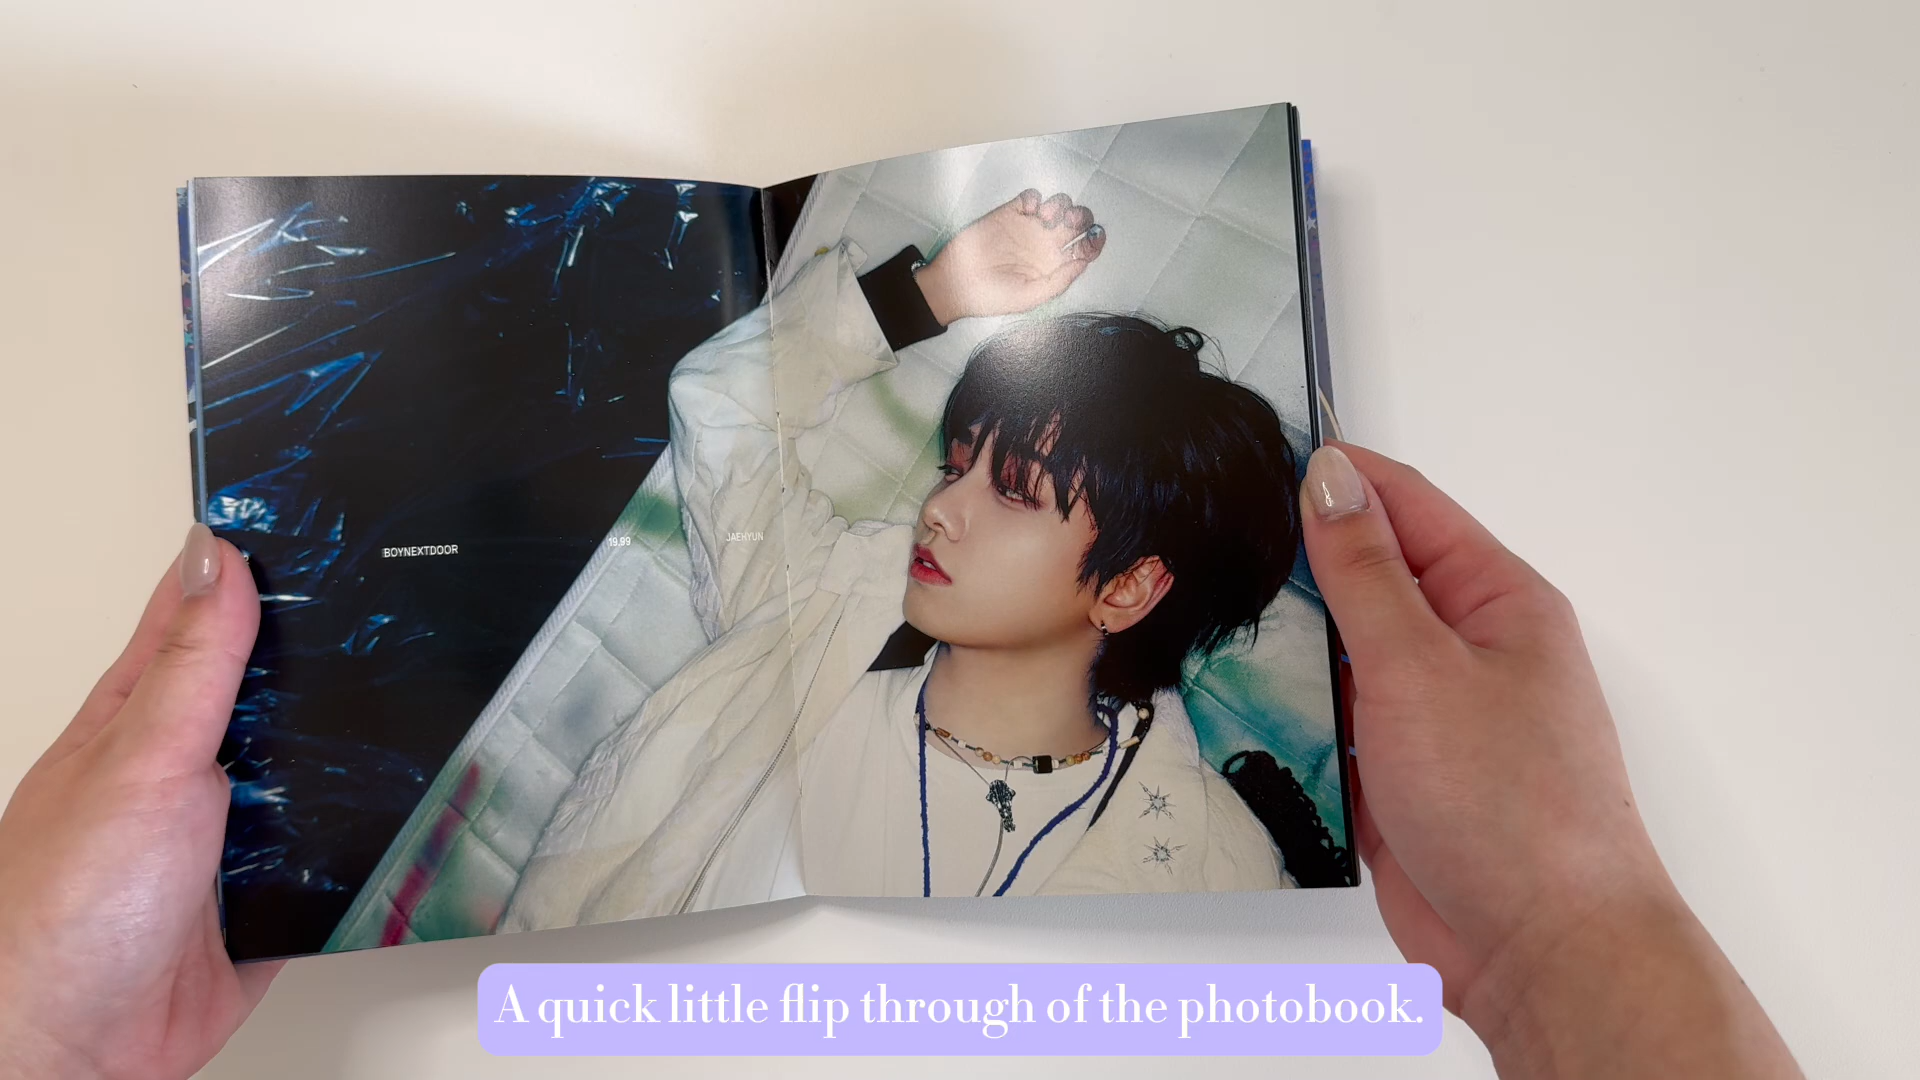 BOYNEXTDOOR
19.99
JAEHYUN
A quick little flip through of the photobook.